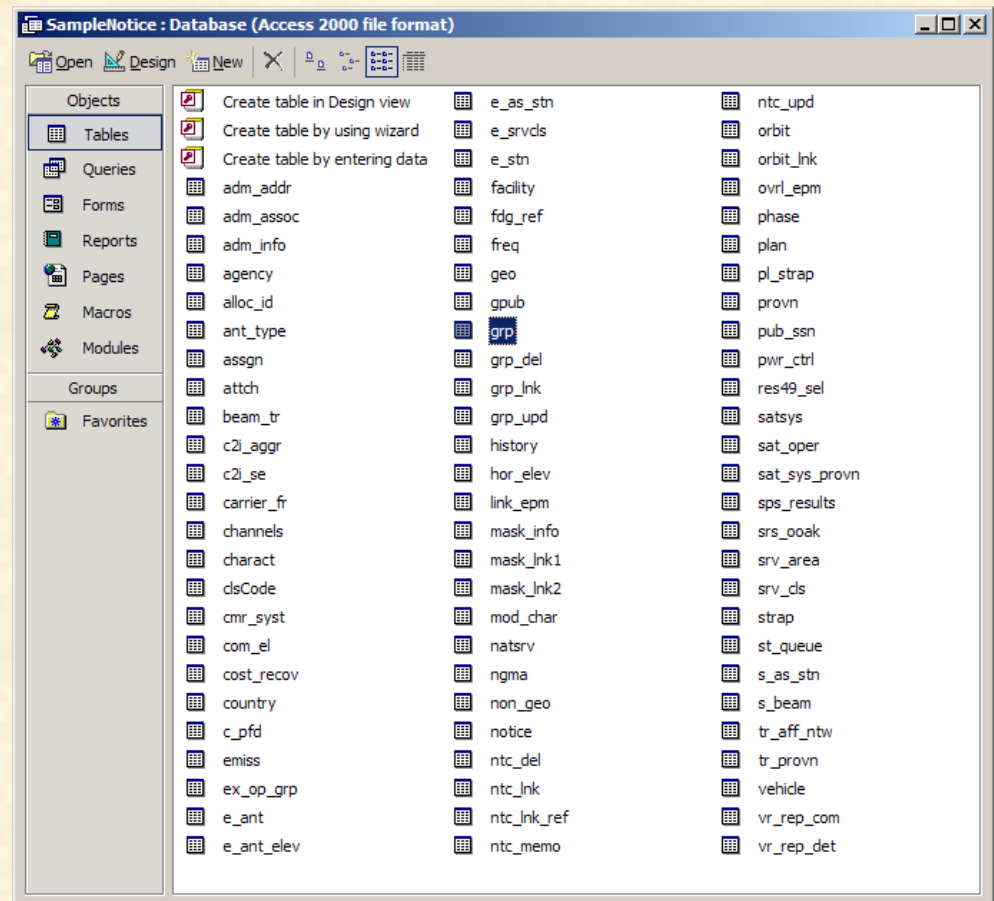 SampleNotice : Database (Access 2000 file format)
Open Design New
Objects
Tables
Queries
Forms
Reports
Pages
Macros
Modules
Groups
Favorites
Create table in Design view
Create table by using wizard
Create table by entering data
adm_addr
adm_assoc
adm_info
agency
alloc_id
ant_type
assgn
attch
beam_tr
c2i_aggr
c2i_se
carrier_fr
channels
charact
clsCode
cmr_syst
com_el
cost_recov
country
c_pfd
emiss
ex_op_grp
e_ant
e_ant_elev
e_as_stn
e_srvcls
e_stn
facility
fdg_ref
freq
geo
gpub
grp
grp_del
grp_lnk
grp_upd
history
hor_elev
link_epm
mask_info
mask_lnk1
mask_lnk2
mod_char
natsrv
ngma
non_geo
notice
ntc_del
ntc_lnk
ntc_lnk_ref
ntc_memo
ntc_upd
orbit
orbit_lnk
ovrl_epm
phase
plan
pl_strap
provn
pub_ssn
pwr_ctrl
res49_sel
satsys
sat_oper
sat_sys_provn
sps_results
srs_ooak
srv_area
srv_cls
strap
st_queue
s_as_stn
s_beam
tr_aff_ntw
tr_provn
vehicle
vr_rep_com
vr_rep_det